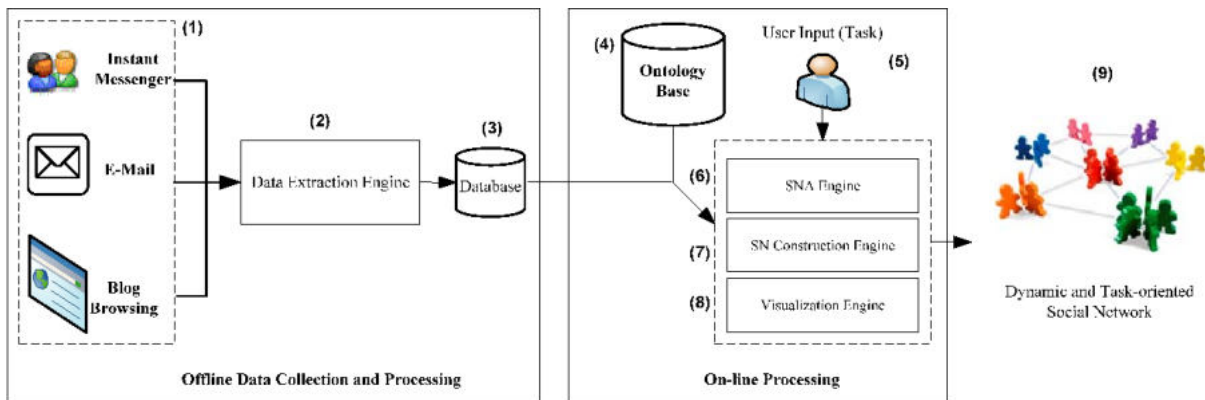 (1)
Instant
Messenger
E-Mail
Blog
Browsing
(2)
Data Extraction Engine
(3)
Database
Offline Data Collection and Processing
(4)
Ontology
Base
User Input (Task)
(5)
(6)
SNA Engine
(7)
SN Construction Engine
(8)
Visualization Engine
On-line Processing
(9)
Dynamic and Task-oriented
Social Network